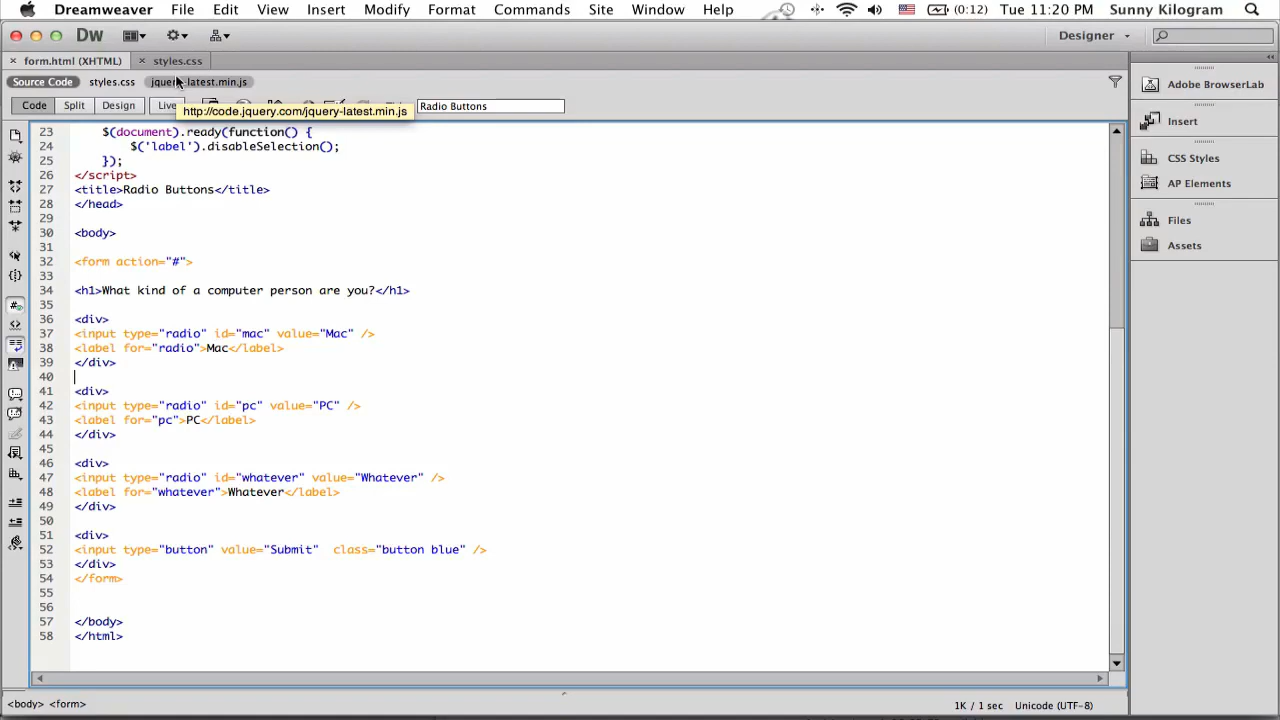 Dreamweaver File Edit View Insert Modify Format Commands Site Window Help (0:12) Tue 11:20 PM Sunny Kilogram
Dw Designer
× form.html (XHTML) × styles.css
Source Code styles.css jquery-latest.min.js
Code Split Design Live Radio Buttons
http://code.jquery.com/jquery-latest.min.js
23 $(document).ready(function() {
24 $('label').disableSelection();
25 });
26 </script>
27 <title>Radio Buttons</title>
28 </head>
29
30 <body>
31
32 <form action="#">
33
34 <h1>What kind of a computer person are you?</h1>
35
36 <div>
37 <input type="radio" id="mac" value="Mac" />
38 <label for="radio">Mac</label>
39 </div>
40
41 <div>
42 <input type="radio" id="pc" value="PC" />
43 <label for="pc">PC</label>
44 </div>
45
46 <div>
47 <input type="radio" id="whatever" value="Whatever" />
48 <label for="whatever">Whatever</label>
49 </div>
50
51 <div>
52 <input type="button" value="Submit"  class="button blue" />
53 </div>
54 </form>
55
56
57 </body>
58 </html>
<body> <form> 1K / 1 sec Unicode (UTF-8)
Adobe BrowserLab
Insert
CSS Styles
AP Elements
Files
Assets